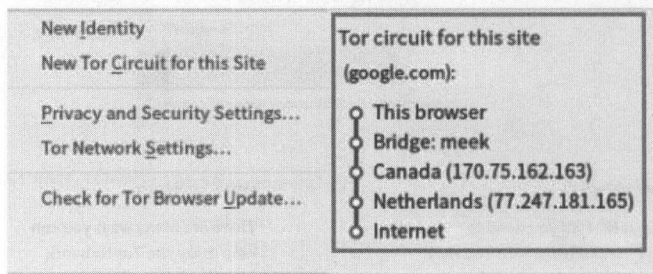 New Identity
New Tor Circuit for this Site
Privacy and Security Settings...
Tor Network Settings...
Check for Tor Browser Update...
Tor circuit for this site
(google.com):
This browser
Bridge: meek
Canada (170.75.162.163)
Netherlands (77.247.181.165)
Internet